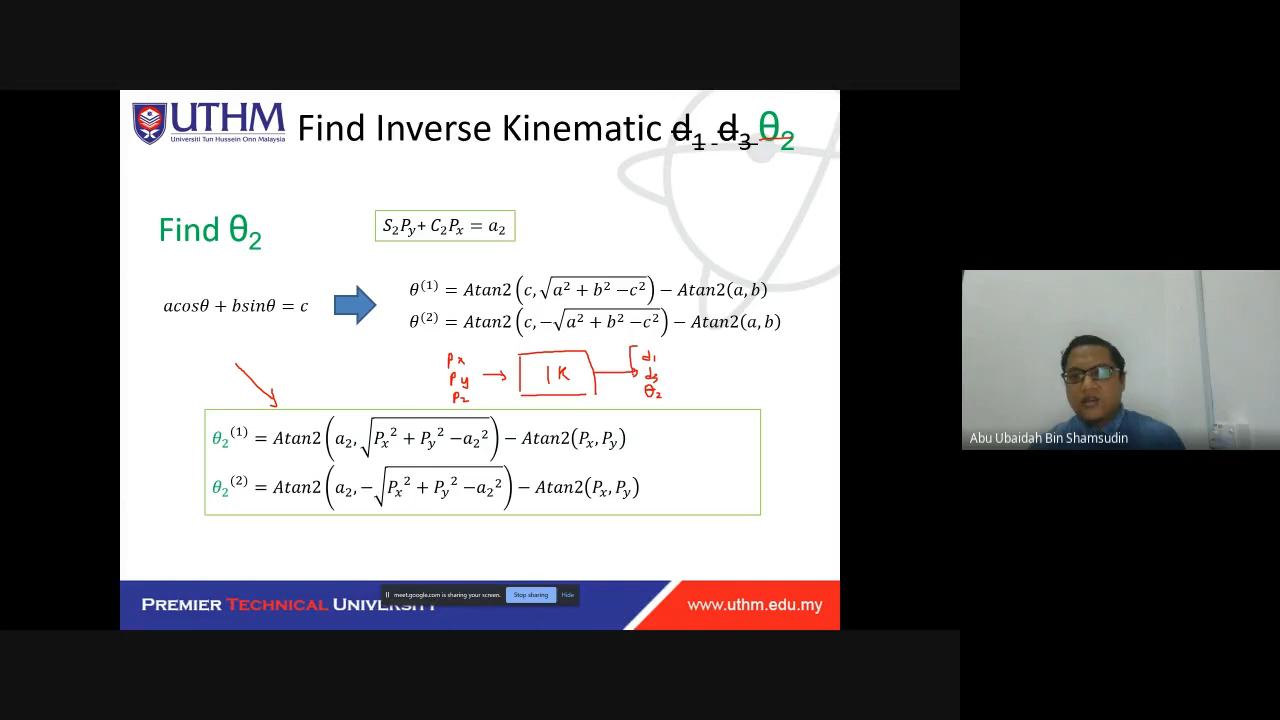 UTHM
Universiti Tun Hussein Onn Malaysia
Find Inverse Kinematic d₁ d₃ θ₂
Find θ₂
S₂Py + C₂Pₓ = a₂
acosθ + bsinθ = c
θ⁽¹⁾ = Atan2(c, √(a² + b² − c²)) − Atan2(a, b)
θ⁽²⁾ = Atan2(c, −√(a² + b² − c²)) − Atan2(a, b)
Px
Py
Pz
IK
d₁
d₃
θ₂
θ₂⁽¹⁾ = Atan2(a₂, √(Pₓ² + Py² − a₂²)) − Atan2(Pₓ, Py)
θ₂⁽²⁾ = Atan2(a₂, −√(Pₓ² + Py² − a₂²)) − Atan2(Pₓ, Py)
Abu Ubaidah Bin Shamsudin
PREMIER TECHNICAL UNIVERSITY
meet.google.com is sharing your screen.
Stop sharing
Hide
www.uthm.edu.my